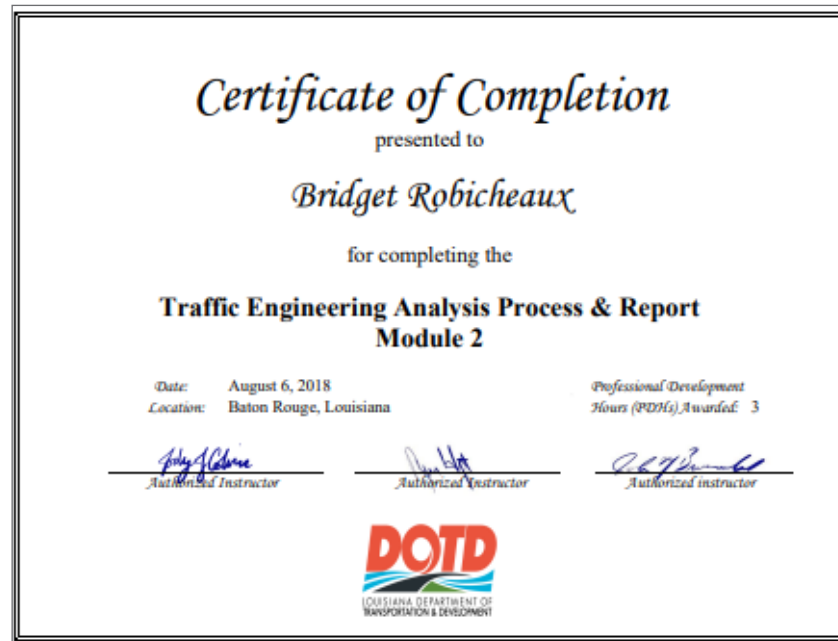 Certificate of Completion
presented to
Bridget Robicheaux
for completing the
Traffic Engineering Analysis Process & Report
Module 2
Date: August 6, 2018
Location: Baton Rouge, Louisiana
Professional Development
Hours (PDHs) Awarded: 3
Authorized Instructor
Authorized Instructor
Authorized instructor
DOTD
LOUISIANA DEPARTMENT OF
TRANSPORTATION & DEVELOPMENT